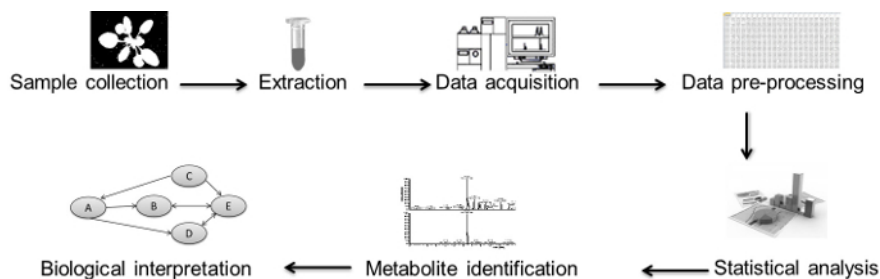 Sample collection
Extraction
Data acquisition
Data pre-processing
C
A
B
E
D
Biological interpretation
Metabolite identification
Statistical analysis